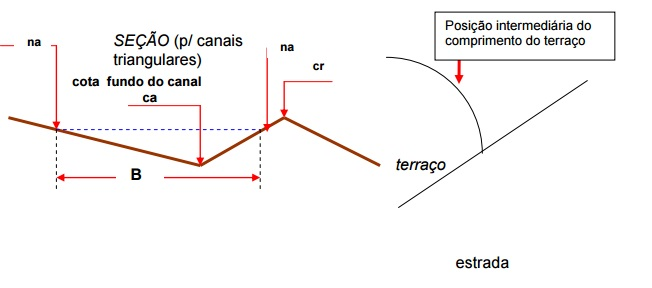 na
SEÇÃO (p/ canais
triangulares)
cota fundo do canal
ca
na
cr
B
Posição intermediária do
comprimento do terraço
terraço
estrada